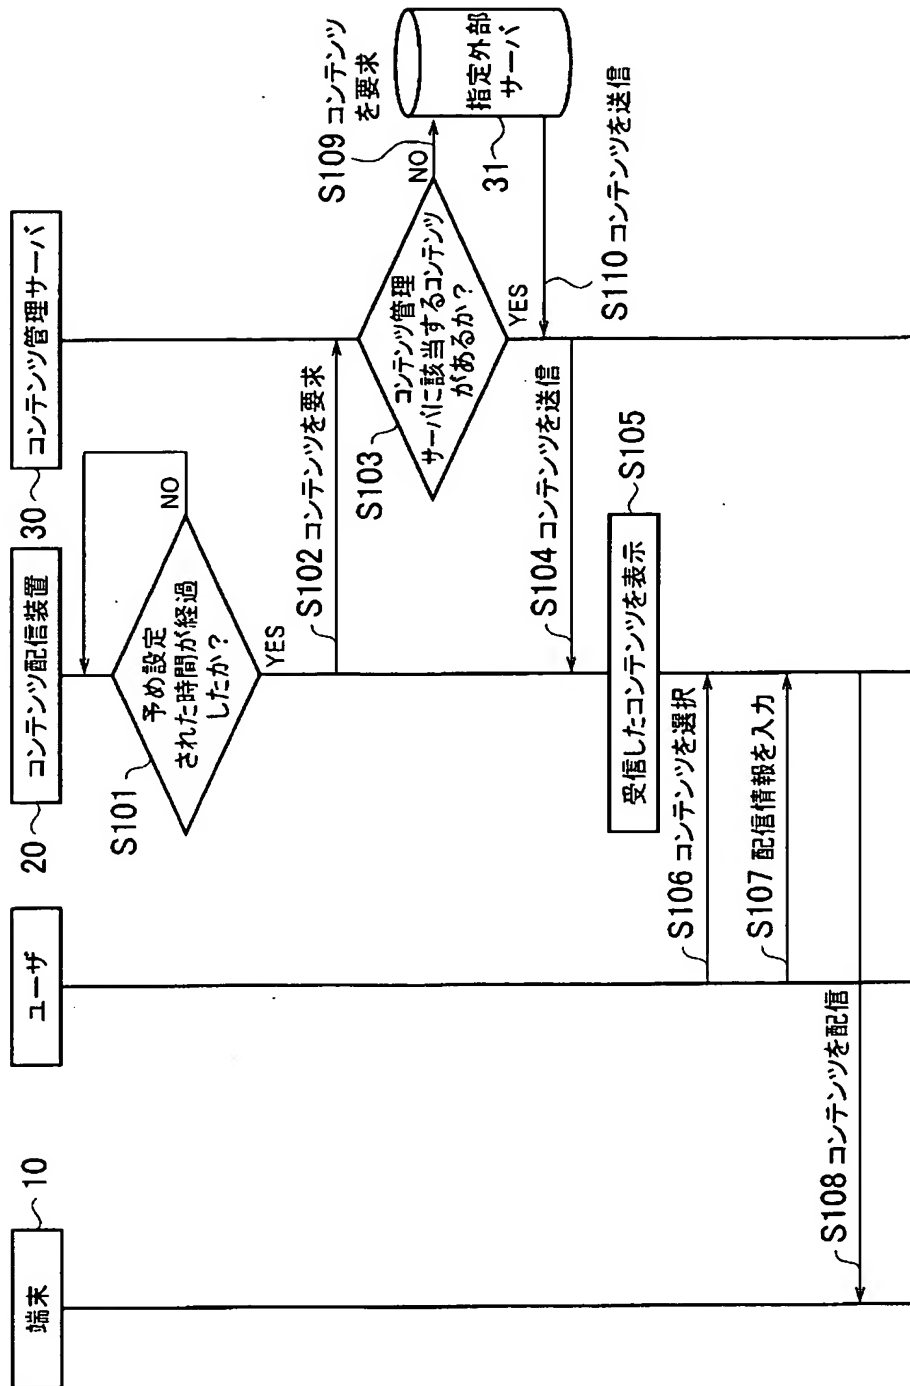 端末
10
ユーザ
コンテンツ配信装置
20
コンテンツ管理サーバ
30
予め設定
された時間が経過
したか？
S101
NO
YES
S102 コンテンツを要求
コンテンツ管理
サーバに該当するコンテンツ
があるか？
S103
NO
YES
S109 コンテンツ
を要求
指定外部
サーバ
31
S110 コンテンツを送信
S104 コンテンツを送信
受信したコンテンツを表示
S105
S106 コンテンツを選択
S107 配信情報を入力
S108 コンテンツを配信